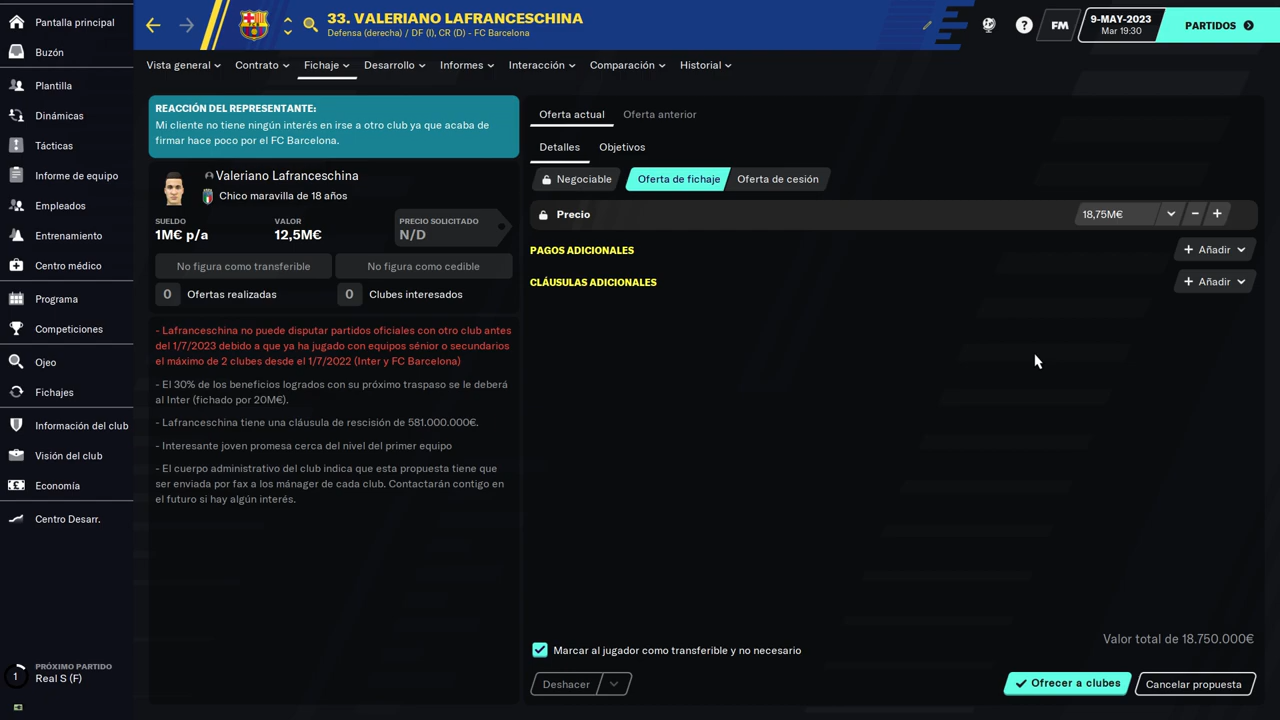 Pantalla principal
Buzón
Plantilla
Dinámicas
Tácticas
Informe de equipo
Empleados
Entrenamiento
Centro médico
Programa
Competiciones
Ojeo
Fichajes
Información del club
Visión del club
Economía
Centro Desarr.
1
PRÓXIMO PARTIDO
Real S (F)
33. VALERIANO LAFRANCESCHINA
Defensa (derecha) / DF (I), CR (D) - FC Barcelona
?
FM
9-MAY-2023
Mar 19:30
PARTIDOS
Vista general
Contrato
Fichaje
Desarrollo
Informes
Interacción
Comparación
Historial
REACCIÓN DEL REPRESENTANTE:
Mi cliente no tiene ningún interés en irse a otro club ya que acaba de
firmar hace poco por el FC Barcelona.
Valeriano Lafranceschina
Chico maravilla de 18 años
SUELDO
1M€ p/a
VALOR
12,5M€
PRECIO SOLICITADO
N/D
No figura como transferible
No figura como cedible
0 Ofertas realizadas
0 Clubes interesados
- Lafranceschina no puede disputar partidos oficiales con otro club antes
del 1/7/2023 debido a que ya ha jugado con equipos sénior o secundarios
el máximo de 2 clubes desde el 1/7/2022 (Inter y FC Barcelona)
- El 30% de los beneficios logrados con su próximo traspaso se le deberá
al Inter (fichado por 20M€).
- Lafranceschina tiene una cláusula de rescisión de 581.000.000€.
- Interesante joven promesa cerca del nivel del primer equipo
- El cuerpo administrativo del club indica que esta propuesta tiene que
ser enviada por fax a los mánager de cada club. Contactarán contigo en
el futuro si hay algún interés.
Oferta actual
Oferta anterior
Detalles
Objetivos
Negociable
Oferta de fichaje
Oferta de cesión
Precio
18,75M€
PAGOS ADICIONALES
+ Añadir
CLÁUSULAS ADICIONALES
+ Añadir
Valor total de 18.750.000€
Marcar al jugador como transferible y no necesario
Deshacer
Ofrecer a clubes
Cancelar propuesta